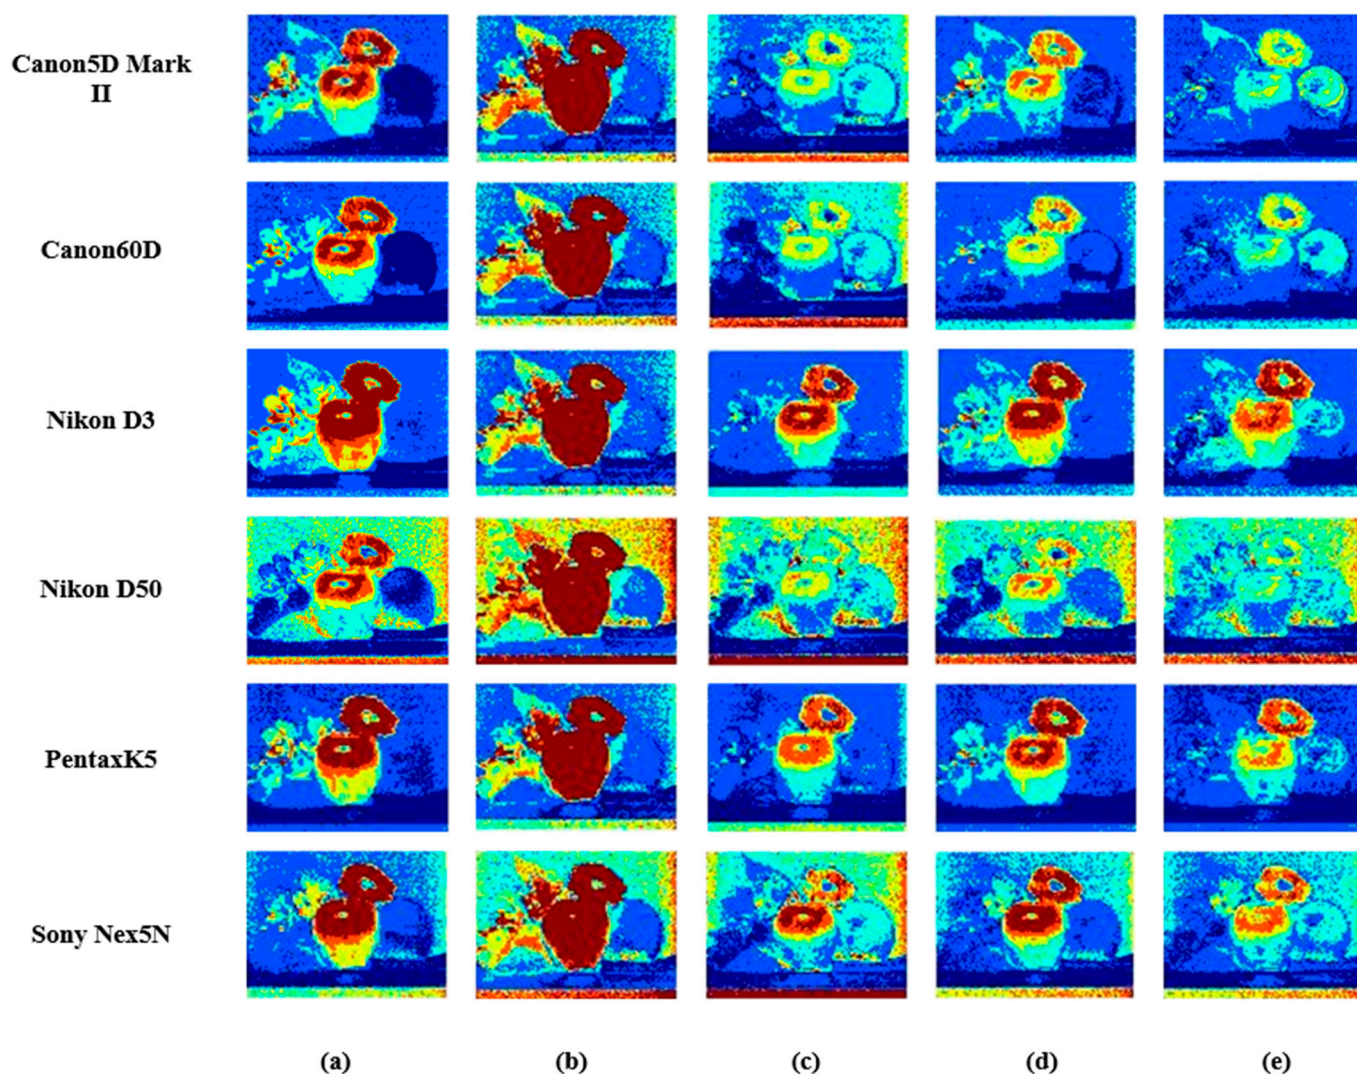 Canon5D Mark
II
Canon60D
Nikon D3
Nikon D50
PentaxK5
Sony Nex5N
(a) (b) (c) (d) (e)